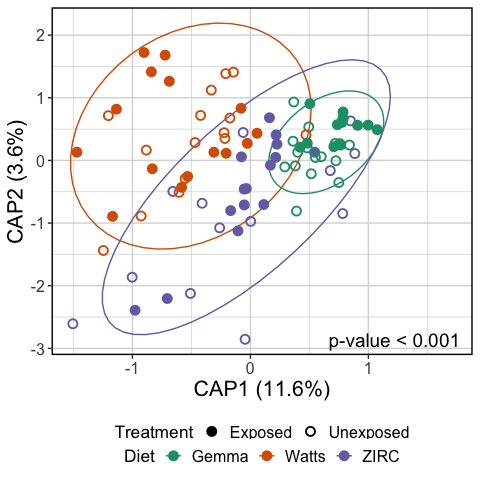 CAP2 (3.6%)
2
1
0
-1
-2
-3
p-value < 0.001
-1 0 1
CAP1 (11.6%)
Treatment Exposed Unexposed
Diet Gemma Watts ZIRC